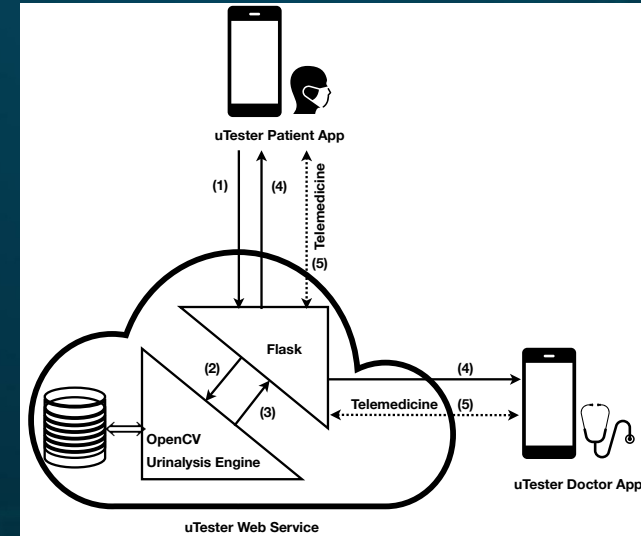 uTester Patient App
(1)
(4)
Telemedicine
(5)
Flask
(2)
(3)
(4)
Telemedicine (5)
OpenCV
Urinalysis Engine
uTester Doctor App
uTester Web Service